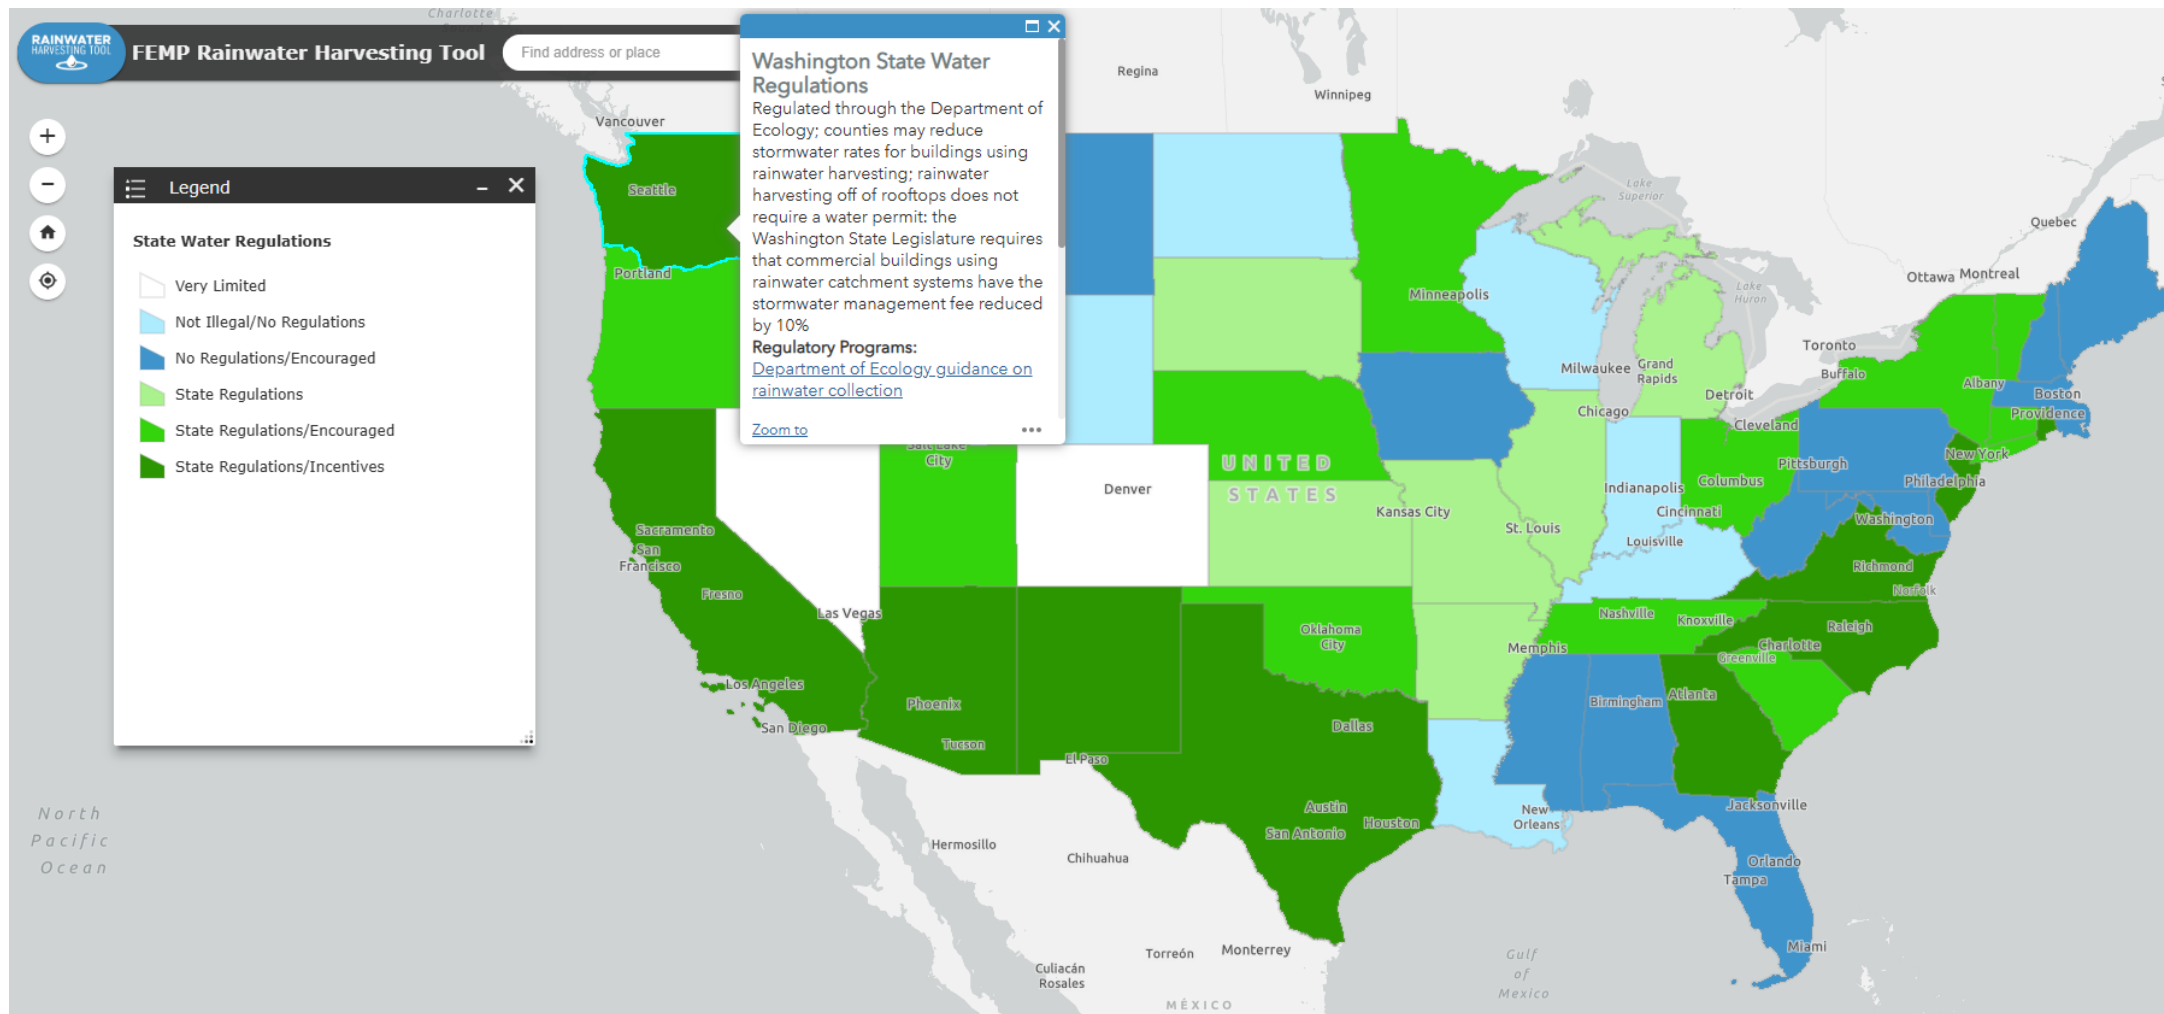 RAINWATER
HARVESTING TOOL
FEMP Rainwater Harvesting Tool
Find address or place
Legend
State Water Regulations
Very Limited
Not Illegal/No Regulations
No Regulations/Encouraged
State Regulations
State Regulations/Encouraged
State Regulations/Incentives
Washington State Water
Regulations
Regulated through the Department of
Ecology; counties may reduce
stormwater rates for buildings using
rainwater harvesting; rainwater
harvesting off of rooftops does not
require a water permit: the
Washington State Legislature requires
that commercial buildings using
rainwater catchment systems have the
stormwater management fee reduced
by 10%
Regulatory Programs:
Department of Ecology guidance on
rainwater collection
Zoom to
Charlotte
Regina
Winnipeg
Vancouver
Seattle
Portland
Lake
Superior
Quebec
Ottawa
Montreal
Minneapolis
Lake
Huron
Toronto
Milwaukee
Grand
Rapids
Buffalo
Albany
Boston
Detroit
Chicago
Providence
Cleveland
Salt Lake
City
UNITED
STATES
New York
Pittsburgh
Philadelphia
Denver
Indianapolis
Columbus
Kansas City
Cincinnati
Washington
St. Louis
Louisville
Sacramento
San
Francisco
Richmond
Norfolk
Fresno
Las Vegas
Nashville
Knoxville
Raleigh
Oklahoma
City
Memphis
Charlotte
Greenville
Los Angeles
Phoenix
Birmingham
Atlanta
San Diego
Dallas
Tucson
El Paso
Austin
San Antonio
Houston
New
Orleans
Jacksonville
North
Pacific
Ocean
Hermosillo
Chihuahua
Orlando
Tampa
Miami
Torreón
Monterrey
Gulf
of
Mexico
Culiacán
Rosales
MÉXICO